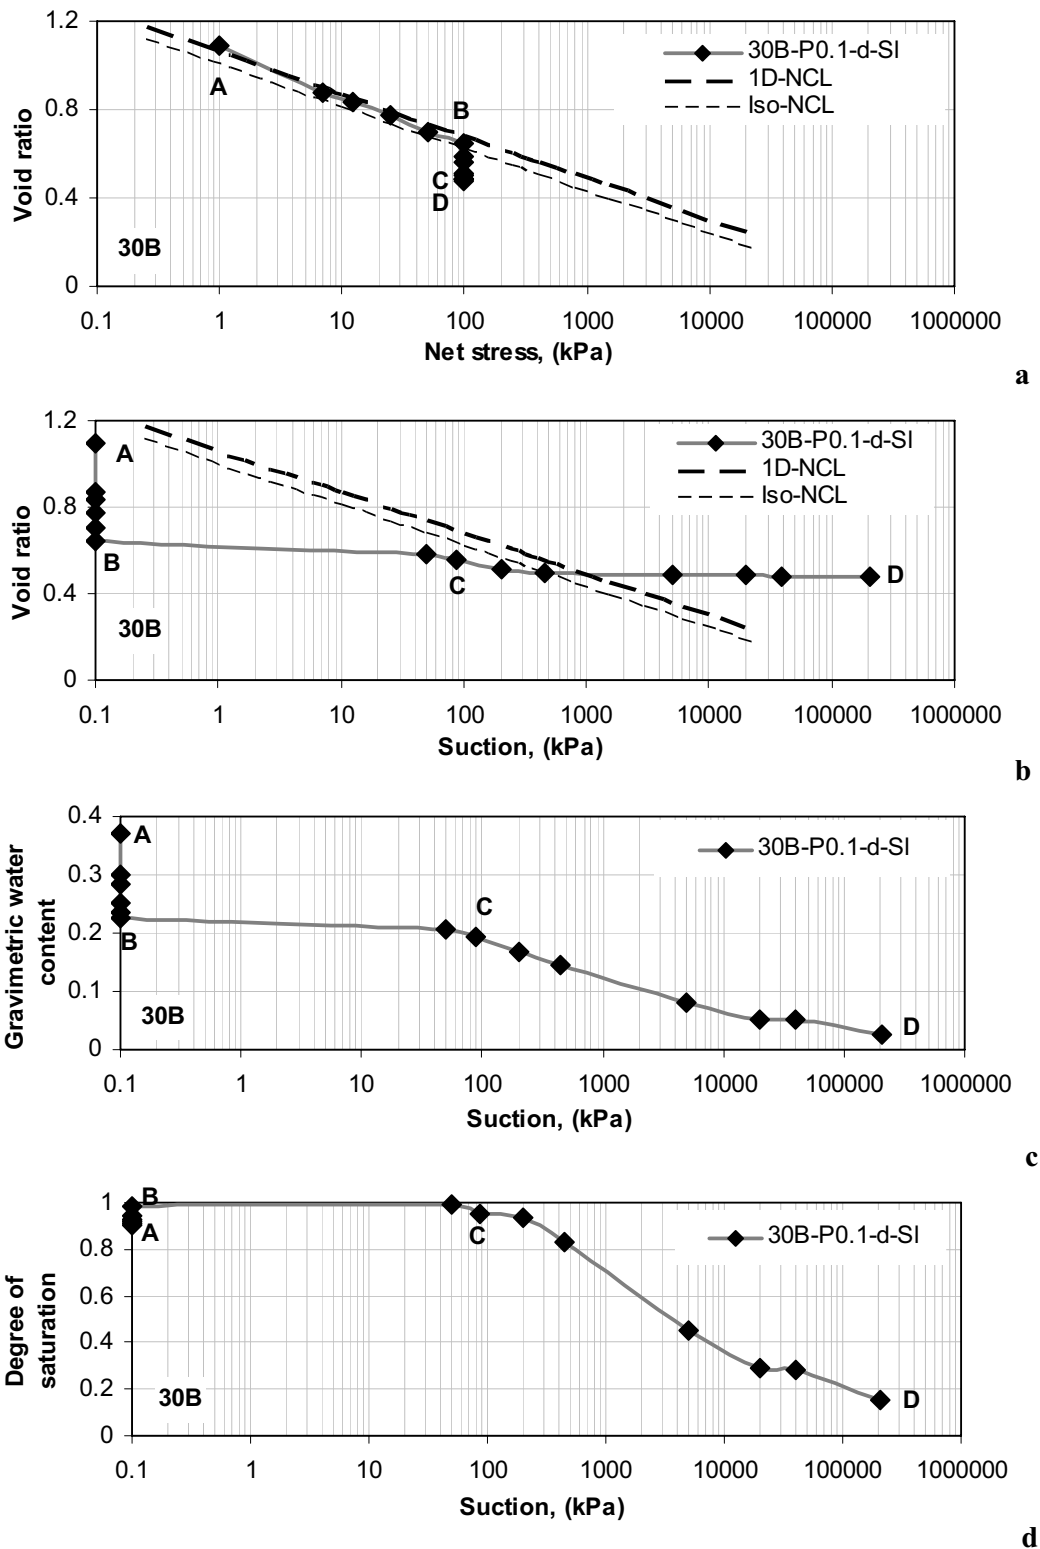 1.2
0.8
0.4
0
Void ratio
30B-P0.1-d-SI
1D-NCL
Iso-NCL
A
B
C
D
30B
0.1 1 10 100 1000 10000 100000 1000000
Net stress, (kPa)
a
1.2
0.8
0.4
0
Void ratio
30B-P0.1-d-SI
1D-NCL
Iso-NCL
A
B
C
D
30B
0.1 1 10 100 1000 10000 100000 1000000
Suction, (kPa)
b
0.4
0.3
0.2
0.1
0
Gravimetric water
content
30B-P0.1-d-SI
A
B
C
D
30B
0.1 1 10 100 1000 10000 100000 1000000
Suction, (kPa)
c
1
0.8
0.6
0.4
0.2
0
Degree of
saturation
30B-P0.1-d-SI
B
A
C
D
30B
0.1 1 10 100 1000 10000 100000 1000000
Suction, (kPa)
d